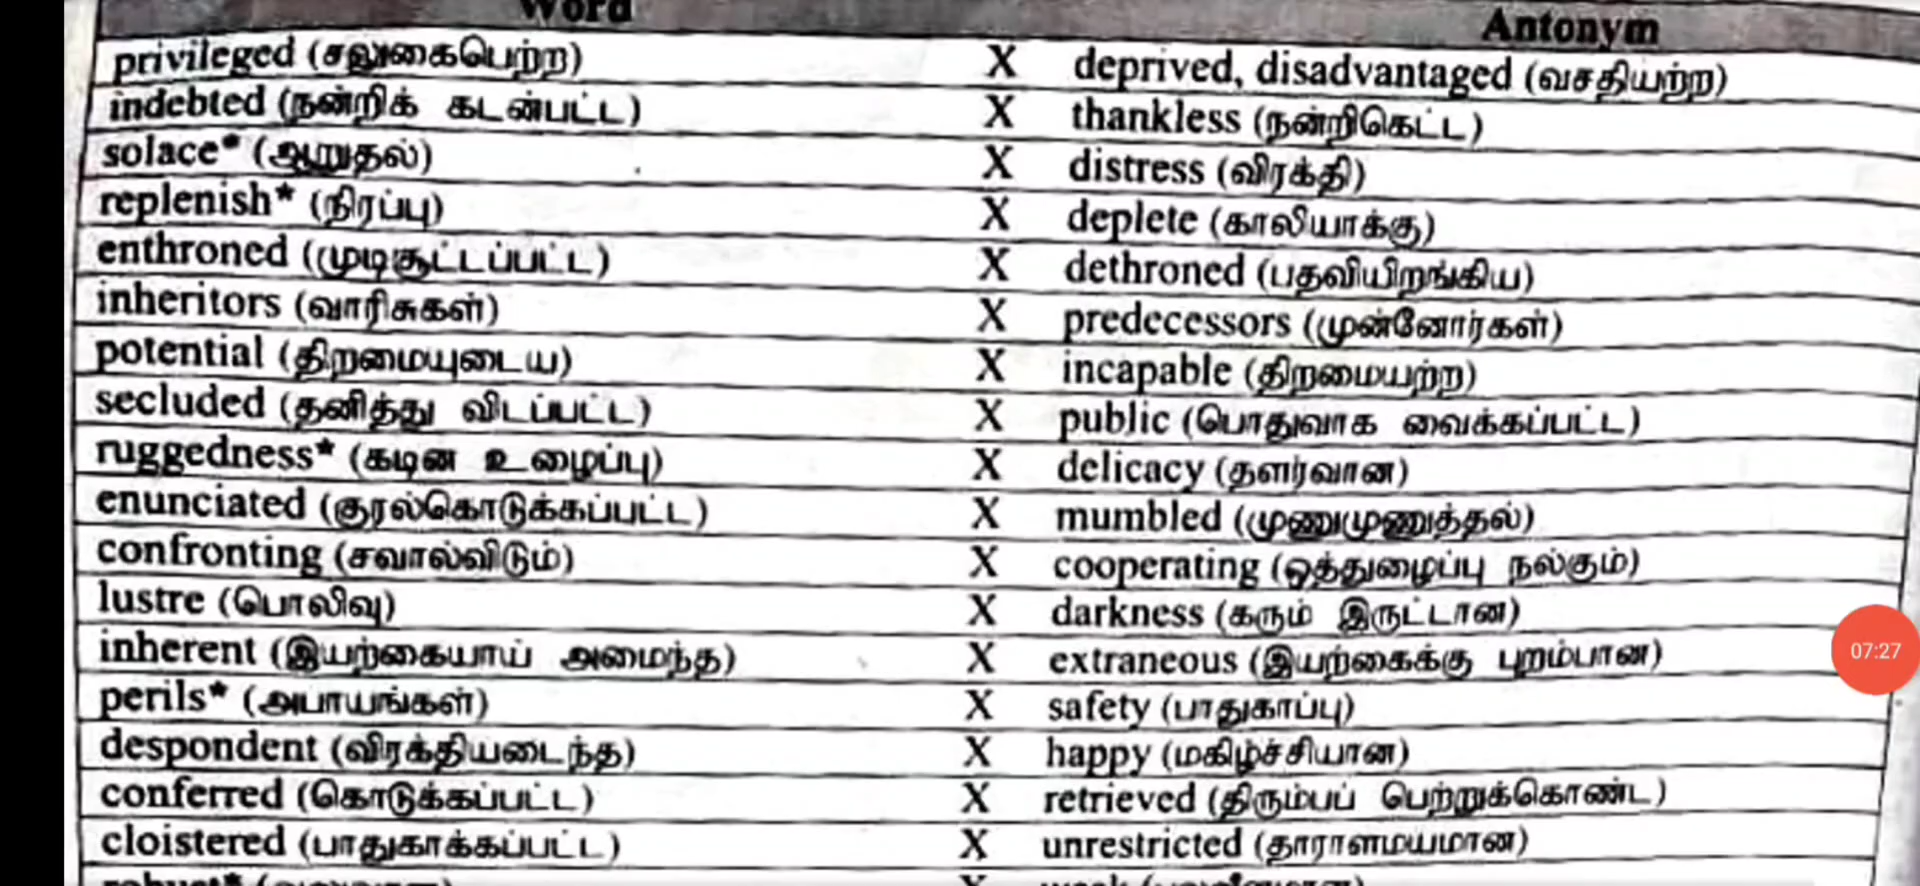 Word Antonym
privileged (சலுகைபெற்ற) X deprived, disadvantaged (வசதியற்ற)
indebted (நன்றிக் கடன்பட்ட) X thankless (நன்றிகெட்ட)
solace* (ஆறுதல்) X distress (விரக்தி)
replenish* (நிரப்பு) X deplete (காலியாக்கு)
enthroned (முடிசூட்டப்பட்ட) X dethroned (பதவியிறங்கிய)
inheritors (வாரிசுகள்) X predecessors (முன்னோர்கள்)
potential (திறமையுடைய) X incapable (திறமையற்ற)
secluded (தனித்து விடப்பட்ட) X public (பொதுவாக வைக்கப்பட்ட)
ruggedness* (கடின உழைப்பு) X delicacy (தளர்வான)
enunciated (குரல்கொடுக்கப்பட்ட) X mumbled (முணுமுணுத்தல்)
confronting (சவால்விடும்) X cooperating (ஒத்துழைப்பு நல்கும்)
lustre (பொலிவு) X darkness (கரும் இருட்டான)
inherent (இயற்கையாய் அமைந்த) X extraneous (இயற்கைக்கு புறம்பான)
07:27
perils* (அபாயங்கள்) X safety (பாதுகாப்பு)
despondent (விரக்தியடைந்த) X happy (மகிழ்ச்சியான)
conferred (கொடுக்கப்பட்ட) X retrieved (திரும்பப் பெற்றுக்கொண்ட)
cloistered (பாதுகாக்கப்பட்ட) X unrestricted (தாராளமயமான)